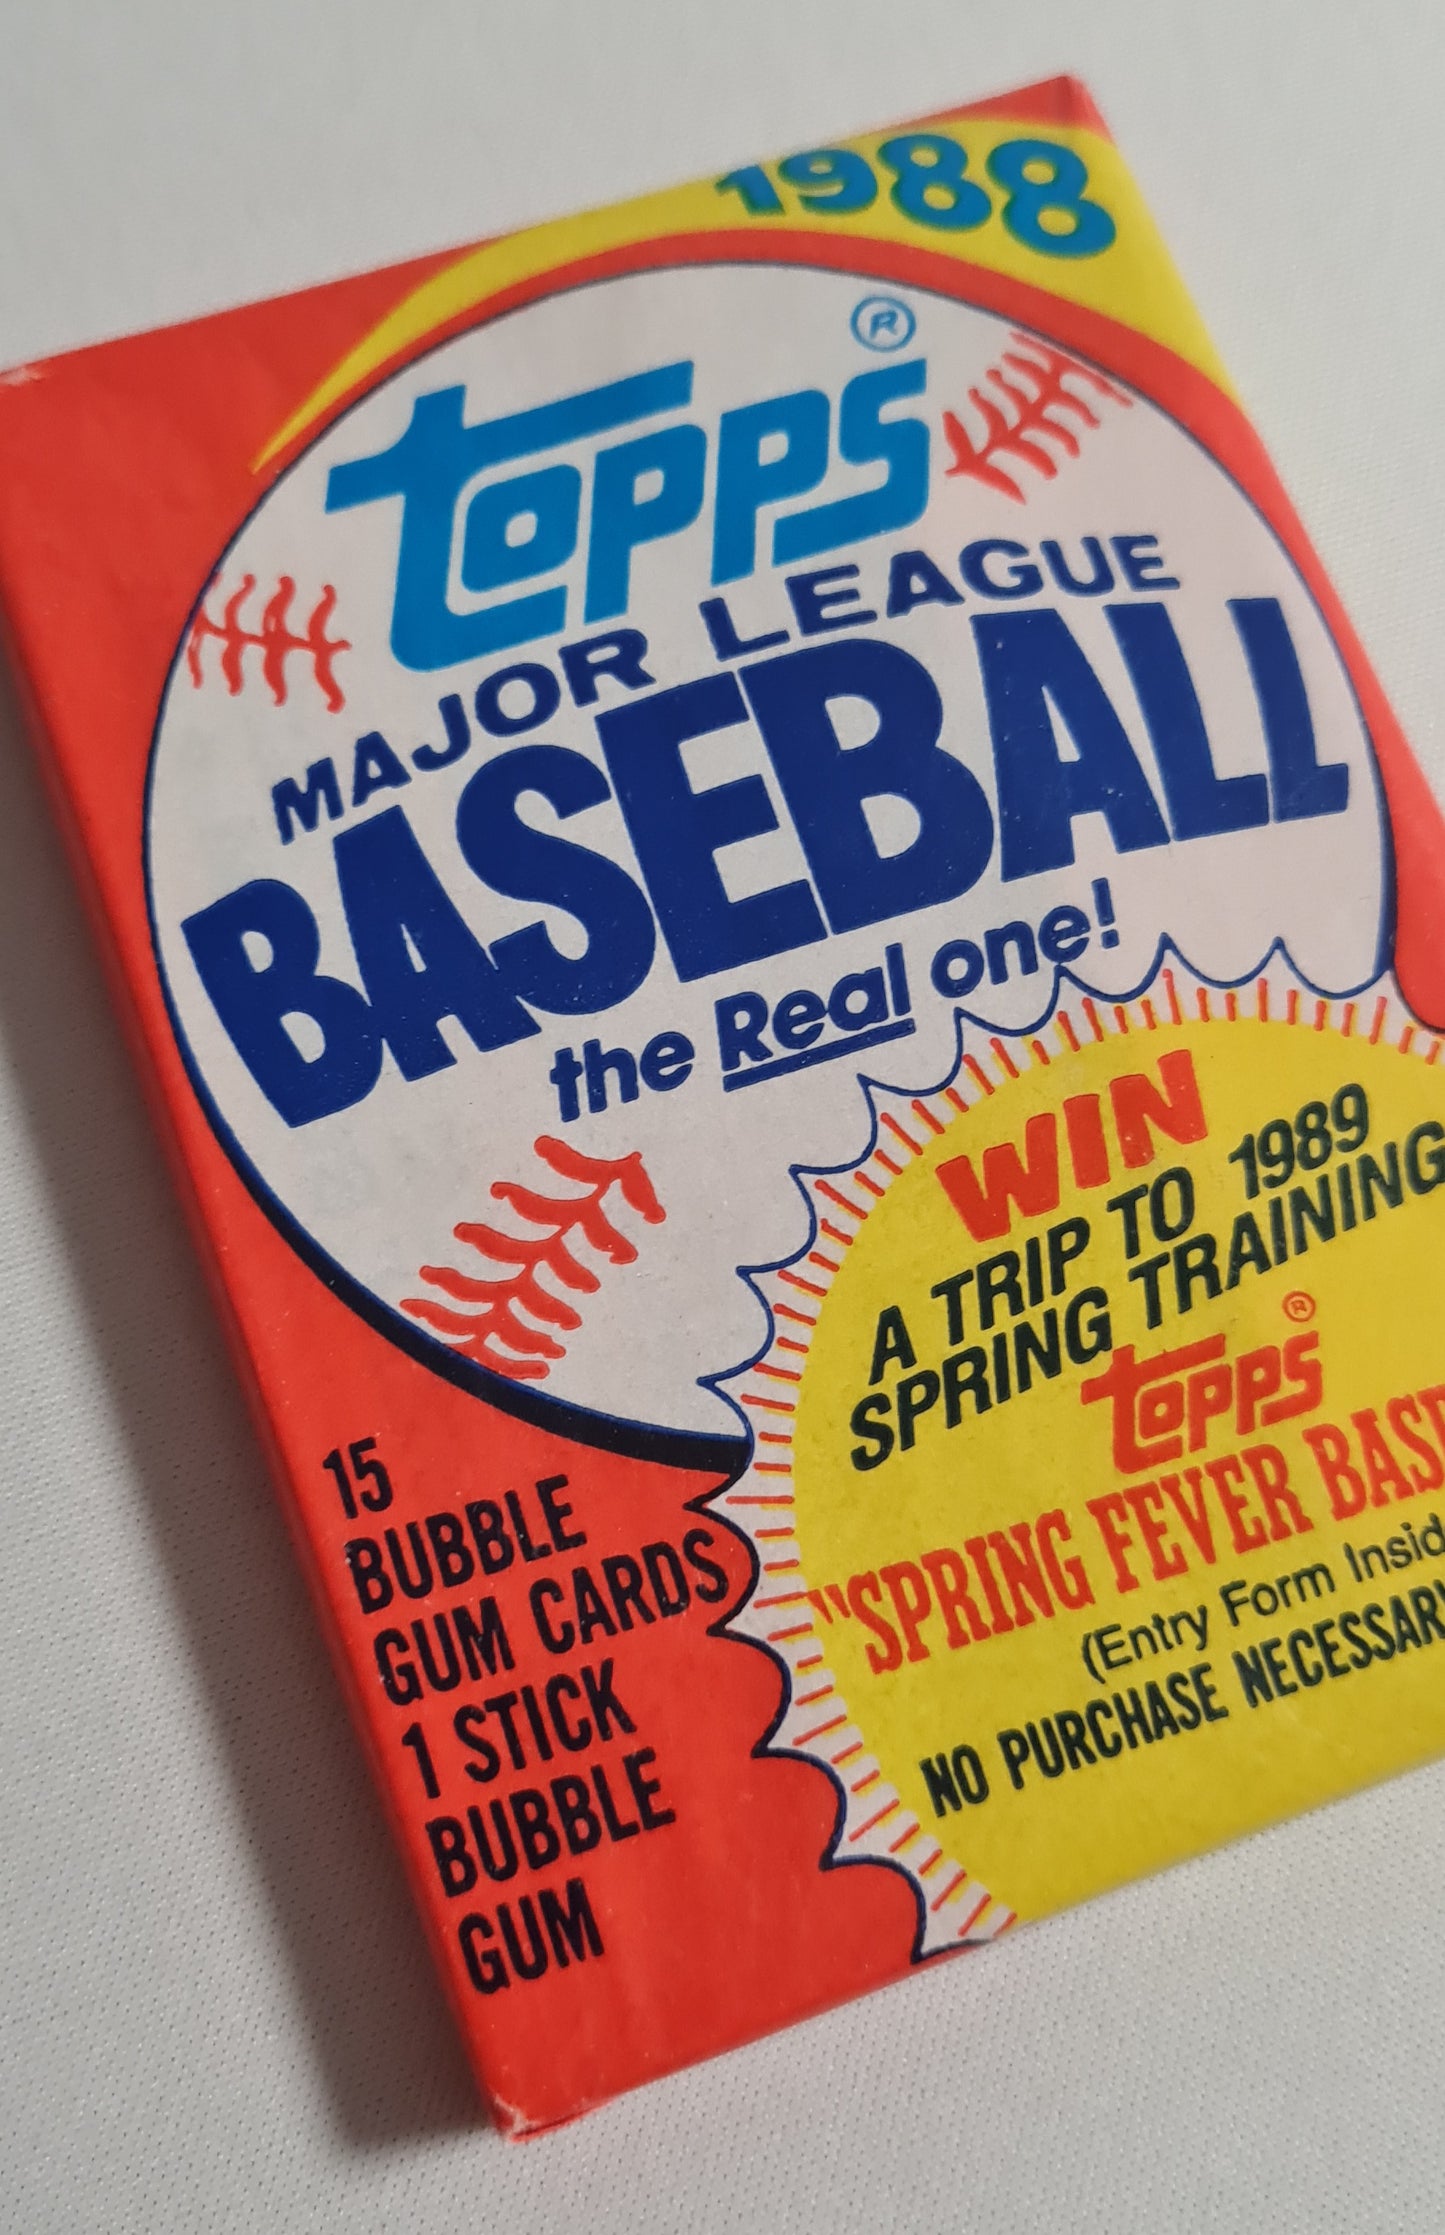 1988
topps ®
MAJOR LEAGUE
BASEBALL
the Real one!
WIN
A TRIP TO 1989
SPRING TRAINING
topps ®
"SPRING FEVER
(Entry Form
NO PURCHASE
15
BUBBLE
GUM CARDS
1 STICK
BUBBLE
GUM